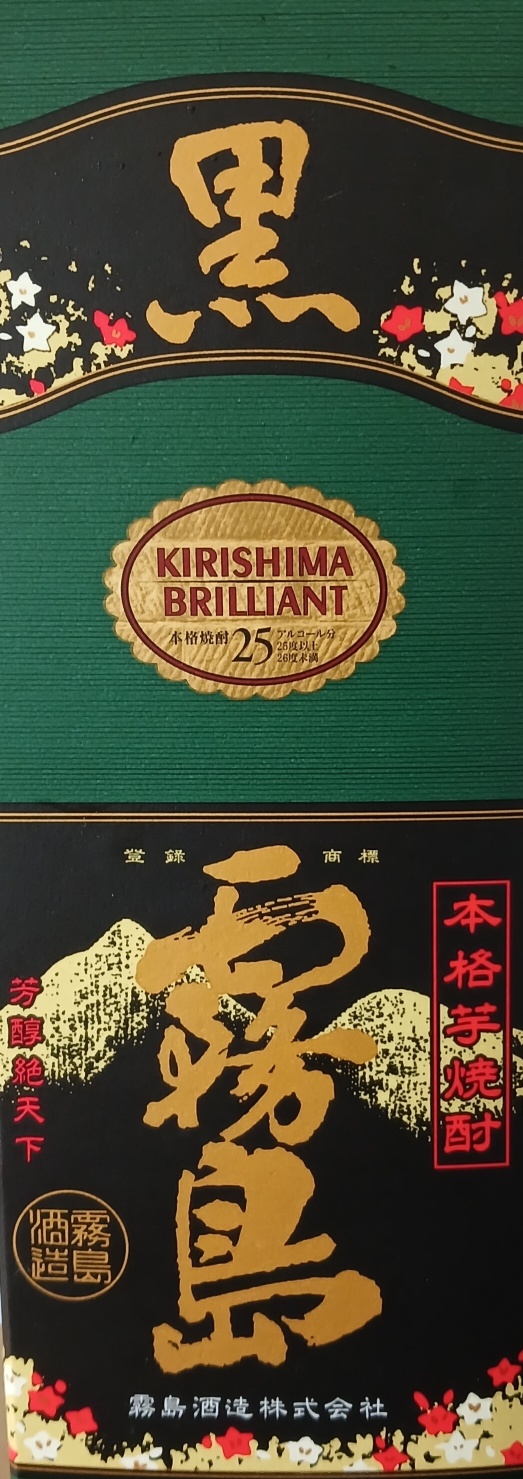 黒
KIRISHIMA
BRILLIANT
本格焼酎
25
アルコール分
25度以上
26度未満
登録商標
霧島
本格芋焼酎
芳醇絶天下
霧島
酒造
霧島酒造株式会社